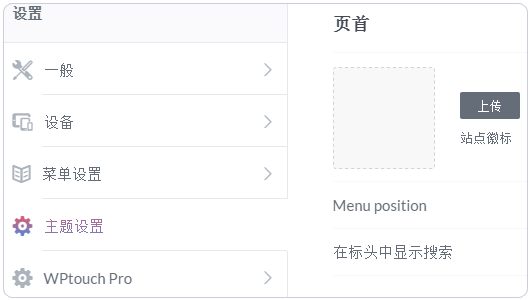 设置
一般
设备
菜单设置
主题设置
WPtouch Pro
页首
上传
站点徽标
Menu position
在标头中显示搜索